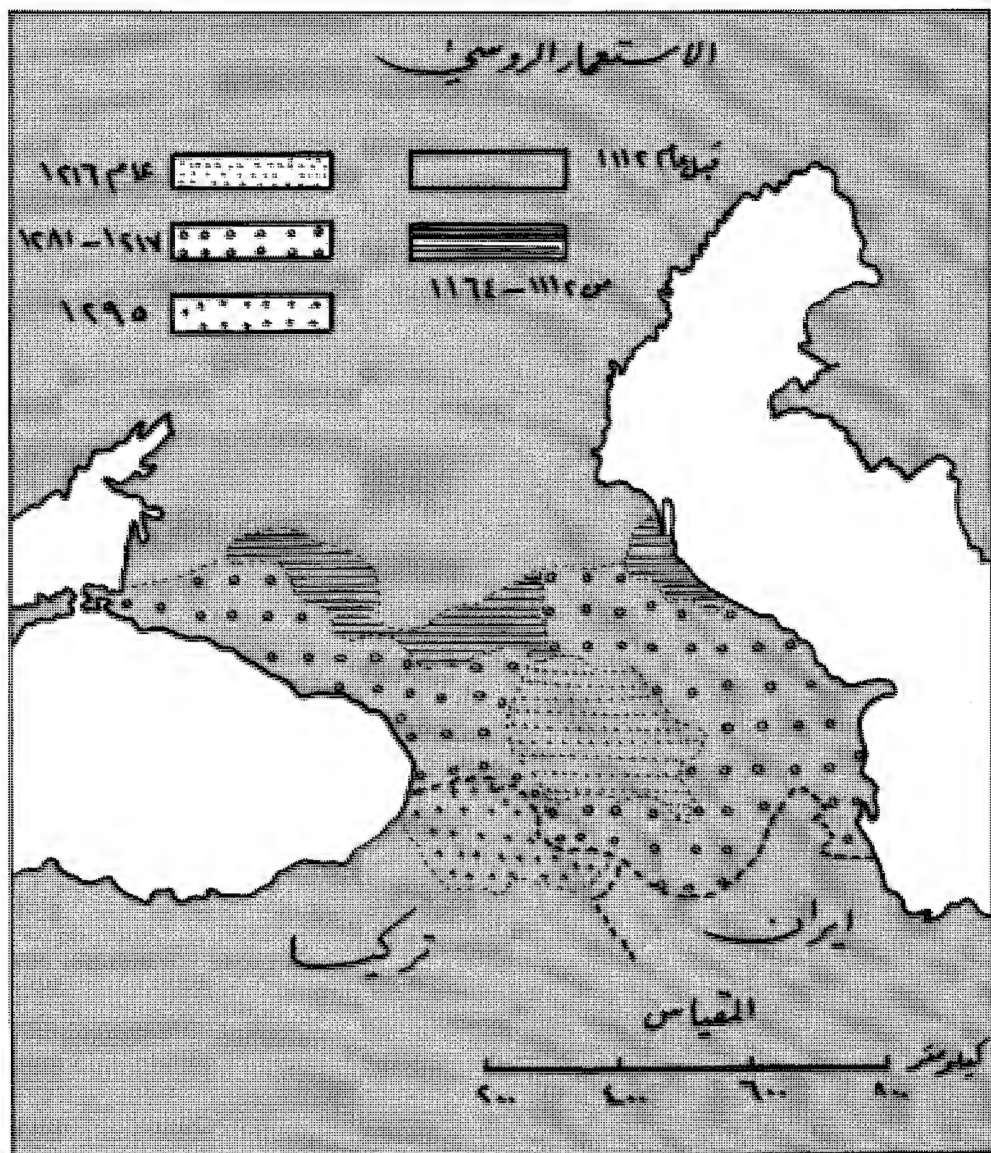 الاستعمار الروسي
قبل عام ١١١٢
عام ١٢١٦
١٢١٧ – ١٢٨١
من ١١١٢ – ١١٦٤
١٢٩٥
ايران
تركيا
المقياس
كيلومتر
٢٠٠ ٤٠٠ ٦٠٠ ٨٠٠